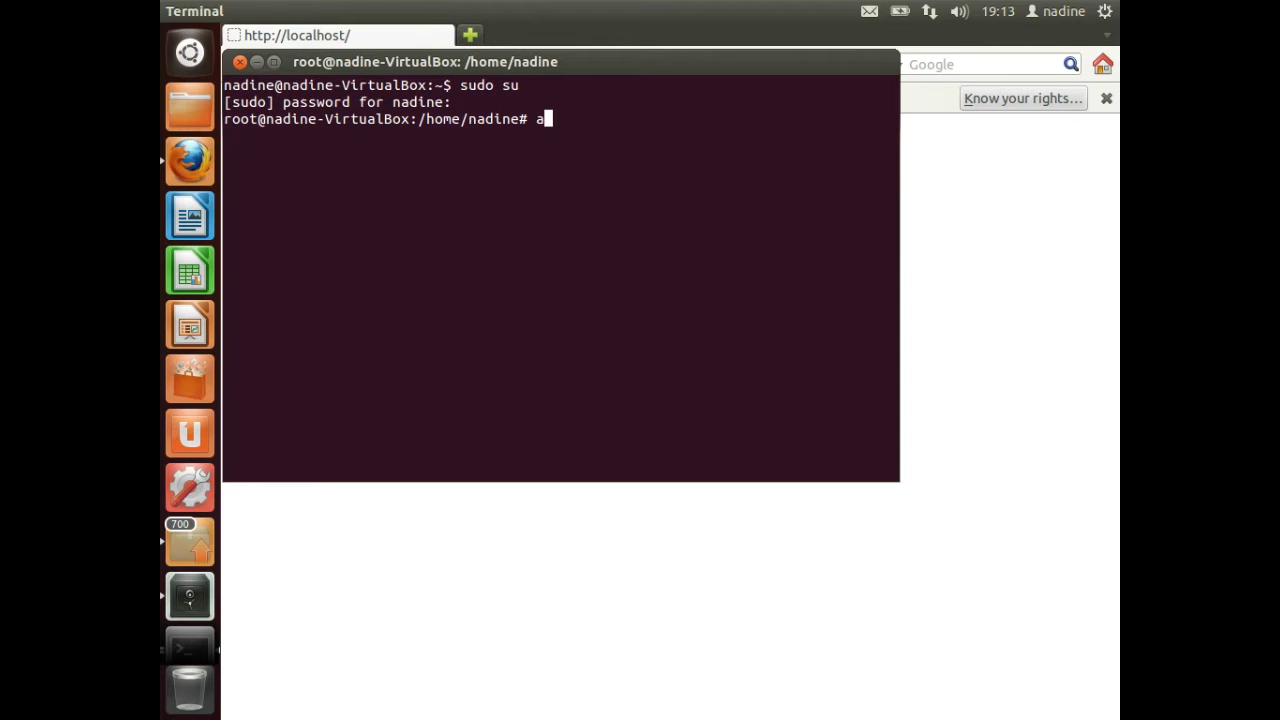 Terminal
19:13
nadine
http://localhost/
root@nadine-VirtualBox: /home/nadine
Google
nadine@nadine-VirtualBox:~$ sudo su
Know your rights...
[sudo] password for nadine:
root@nadine-VirtualBox:/home/nadine# a
U
700
>_